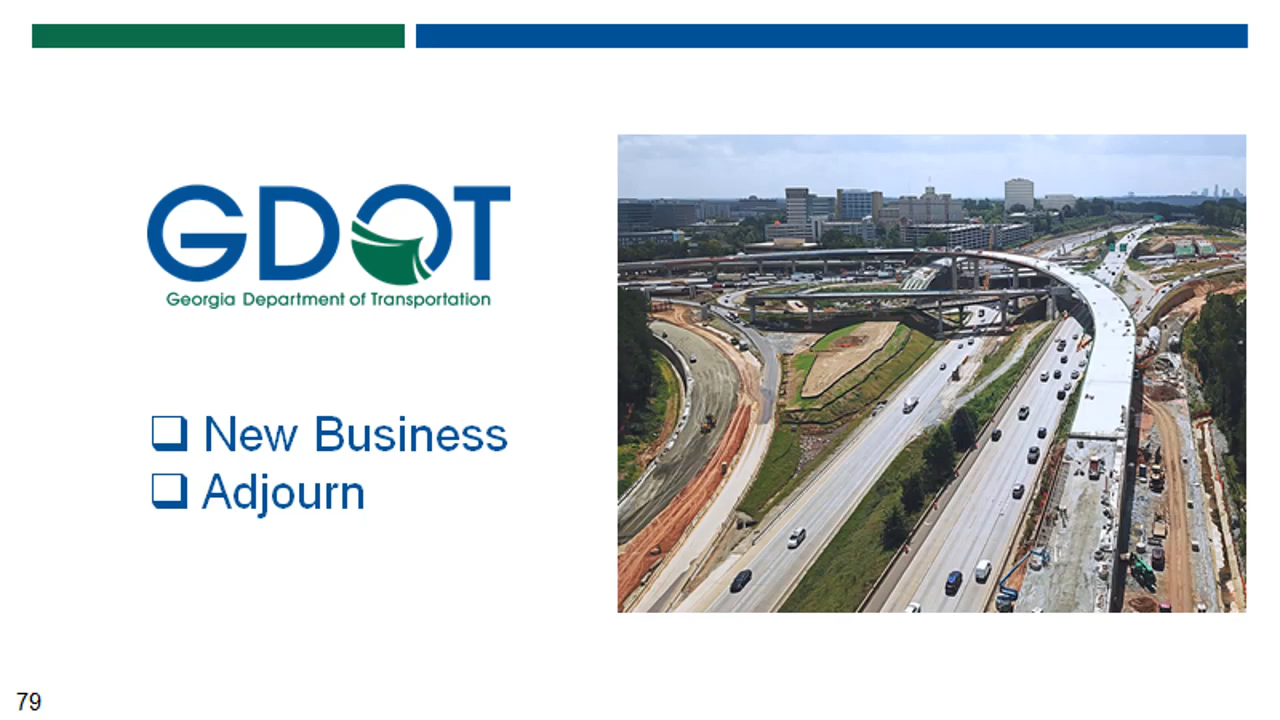 GDOT
Georgia Department of Transportation
❑ New Business
❑ Adjourn
79